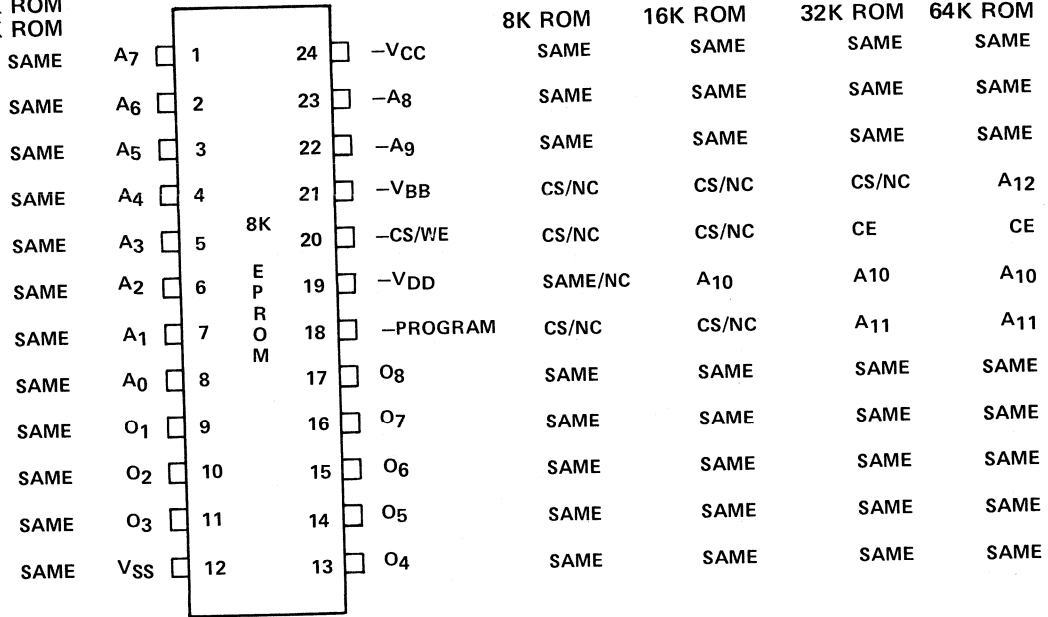 ROM
8K ROM 16K ROM 32K ROM 64K ROM
ROM
SAME A7 1 24 –VCC SAME SAME SAME SAME
SAME A6 2 23 –A8 SAME SAME SAME SAME
SAME A5 3 22 –A9 SAME SAME SAME SAME
SAME A4 4 21 –VBB CS/NC CS/NC CS/NC A12
SAME A3 5 8K 20 –CS/WE CS/NC CS/NC CE CE
SAME A2 6 EPROM 19 –VDD SAME/NC A10 A10 A10
SAME A1 7 18 –PROGRAM CS/NC CS/NC A11 A11
SAME A0 8 17 O8 SAME SAME SAME SAME
SAME O1 9 16 O7 SAME SAME SAME SAME
SAME O2 10 15 O6 SAME SAME SAME SAME
SAME O3 11 14 O5 SAME SAME SAME SAME
SAME VSS 12 13 O4 SAME SAME SAME SAME